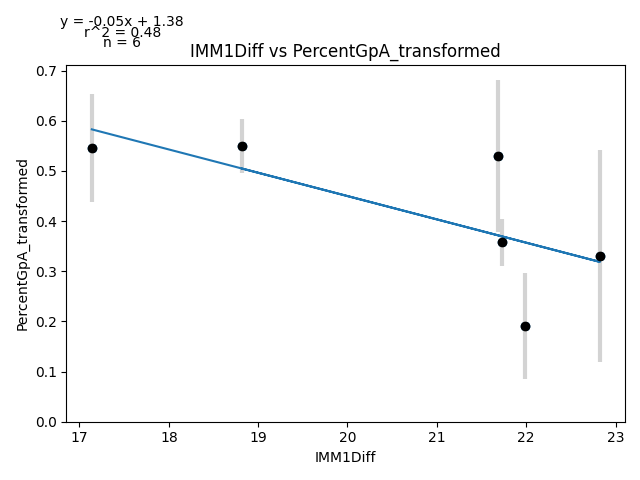 y = -0.05x + 1.38
r^2 = 0.48
n = 6
IMM1Diff vs PercentGpA_transformed
0.7
0.6
0.5
0.4
0.3
0.2
0.1
0.0
PercentGpA_transformed
17 18 19 20 21 22 23
IMM1Diff